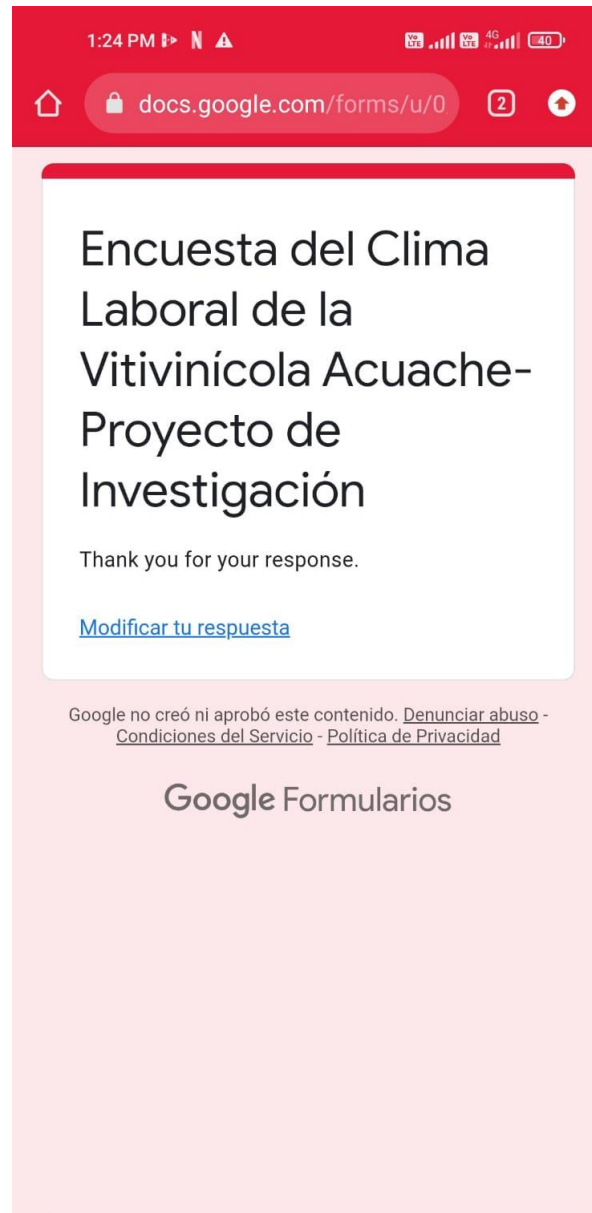 1:24 PM N 4G 40
docs.google.com/forms/u/0 2
Encuesta del Clima
Laboral de la
Vitivinícola Acuache-
Proyecto de
Investigación
Thank you for your response.
Modificar tu respuesta
Google no creó ni aprobó este contenido. Denunciar abuso -
Condiciones del Servicio - Política de Privacidad
Google Formularios